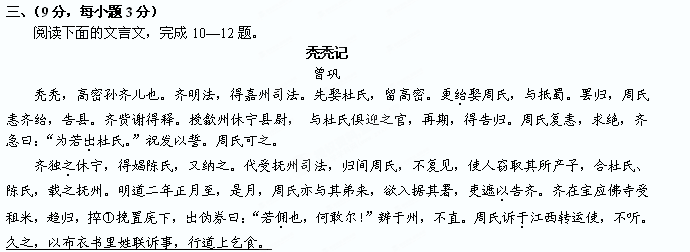 三、(9分，每小题3分)
阅读下面的文言文，完成 10—12题。
秃秃记
曾巩
秃秃，高密孙齐儿也。齐明法，得嘉州司法。先娶杜氏，留高密。更绐娶周氏，与抵蜀。罢归，周氏
恚齐绐，告县。齐赀谢得释。授歙州休宁县尉， 与杜氏俱迎之官，再期，得告归。周氏复恚，求绝，齐
急曰：“为若出杜氏。”祝发以誓。周氏可之。
齐独之休宁，得娼陈氏，又纳之。代受抚州司法，归间周氏，不复见，使人窃取其所产子，合杜氏、
陈氏，载之抚州。明道二年正月至，是月，周氏亦与其弟来，欲入据其署，吏遮以告齐。齐在宝应佛寺受
租米，趋归，捽①挽置庑下，出伪券曰：“若佣也，何敢尔！”辨于州，不直。周氏诉于江西转运使，不听。
久之，以布衣书里姓联诉事，行道上乞食。